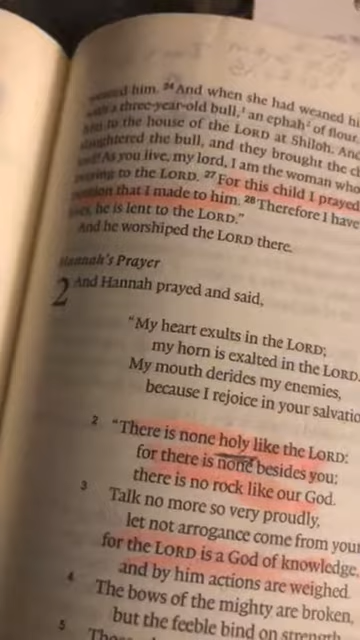 him. 24 And when she had weaned hi
a three-year-old bull,1 an ephah2 of flour,
to the house of the LORD at Shiloh. And
the bull, and they brought the ch
As you live, my lord, I am the woman who
to the LORD. 27 For this child I prayed
that I made to him. 28 Therefore I have
he is lent to the LORD."
And he worshiped the LORD there.
Hannah's Prayer
2 And Hannah prayed and said,
"My heart exults in the LORD;
my horn is exalted in the LORD.
My mouth derides my enemies,
because I rejoice in your salvatio
2 "There is none holy like the LORD:
for there is none besides you;
there is no rock like our God.
3 Talk no more so very proudly,
let not arrogance come from your
for the LORD is a God of knowledge,
and by him actions are weighed.
4 The bows of the mighty are broken,
but the feeble bind on strength
5